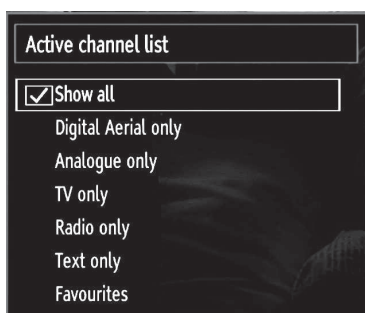 Active channel list
Show all
Digital Aerial only
Analogue only
TV only
Radio only
Text only
Favourites